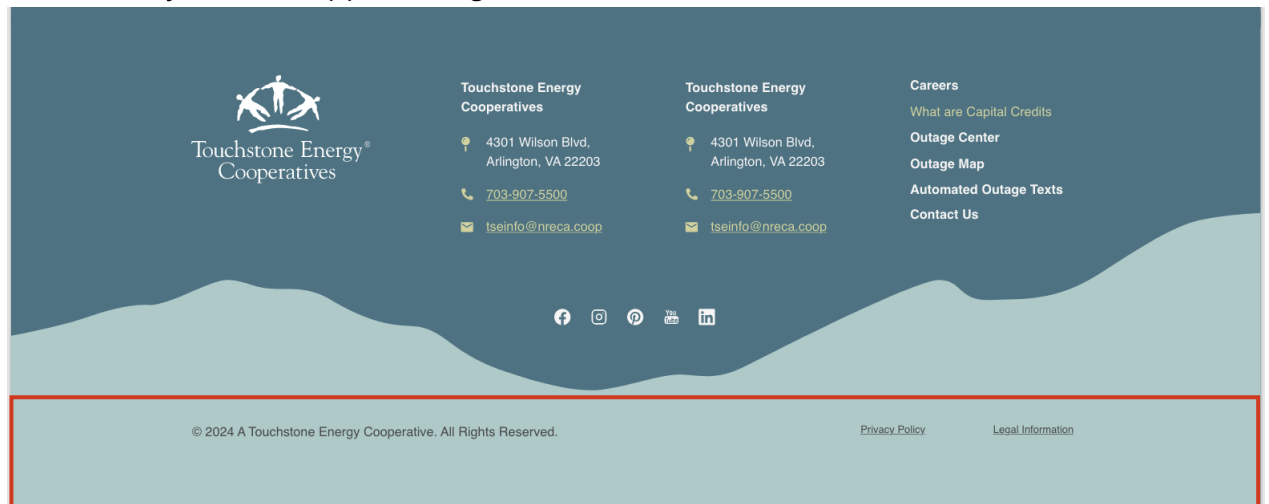 Touchstone Energy®
Cooperatives
Touchstone Energy
Cooperatives
4301 Wilson Blvd,
Arlington, VA 22203
703-907-5500
tseinfo@nreca.coop
Touchstone Energy
Cooperatives
4301 Wilson Blvd,
Arlington, VA 22203
703-907-5500
tseinfo@nreca.coop
Careers
What are Capital Credits
Outage Center
Outage Map
Automated Outage Texts
Contact Us
You
Tube
in
© 2024 A Touchstone Energy Cooperative. All Rights Reserved.
Privacy Policy
Legal Information